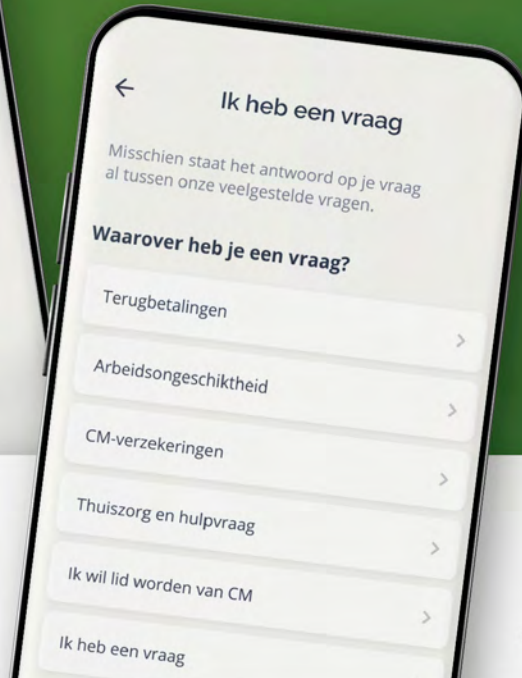 Ik heb een vraag
Misschien staat het antwoord op je vraag
al tussen onze veelgestelde vragen.
Waarover heb je een vraag?
Terugbetalingen
Arbeidsongeschiktheid
CM-verzekeringen
Thuiszorg en hulpvraag
Ik wil lid worden van CM
Ik heb een vraag